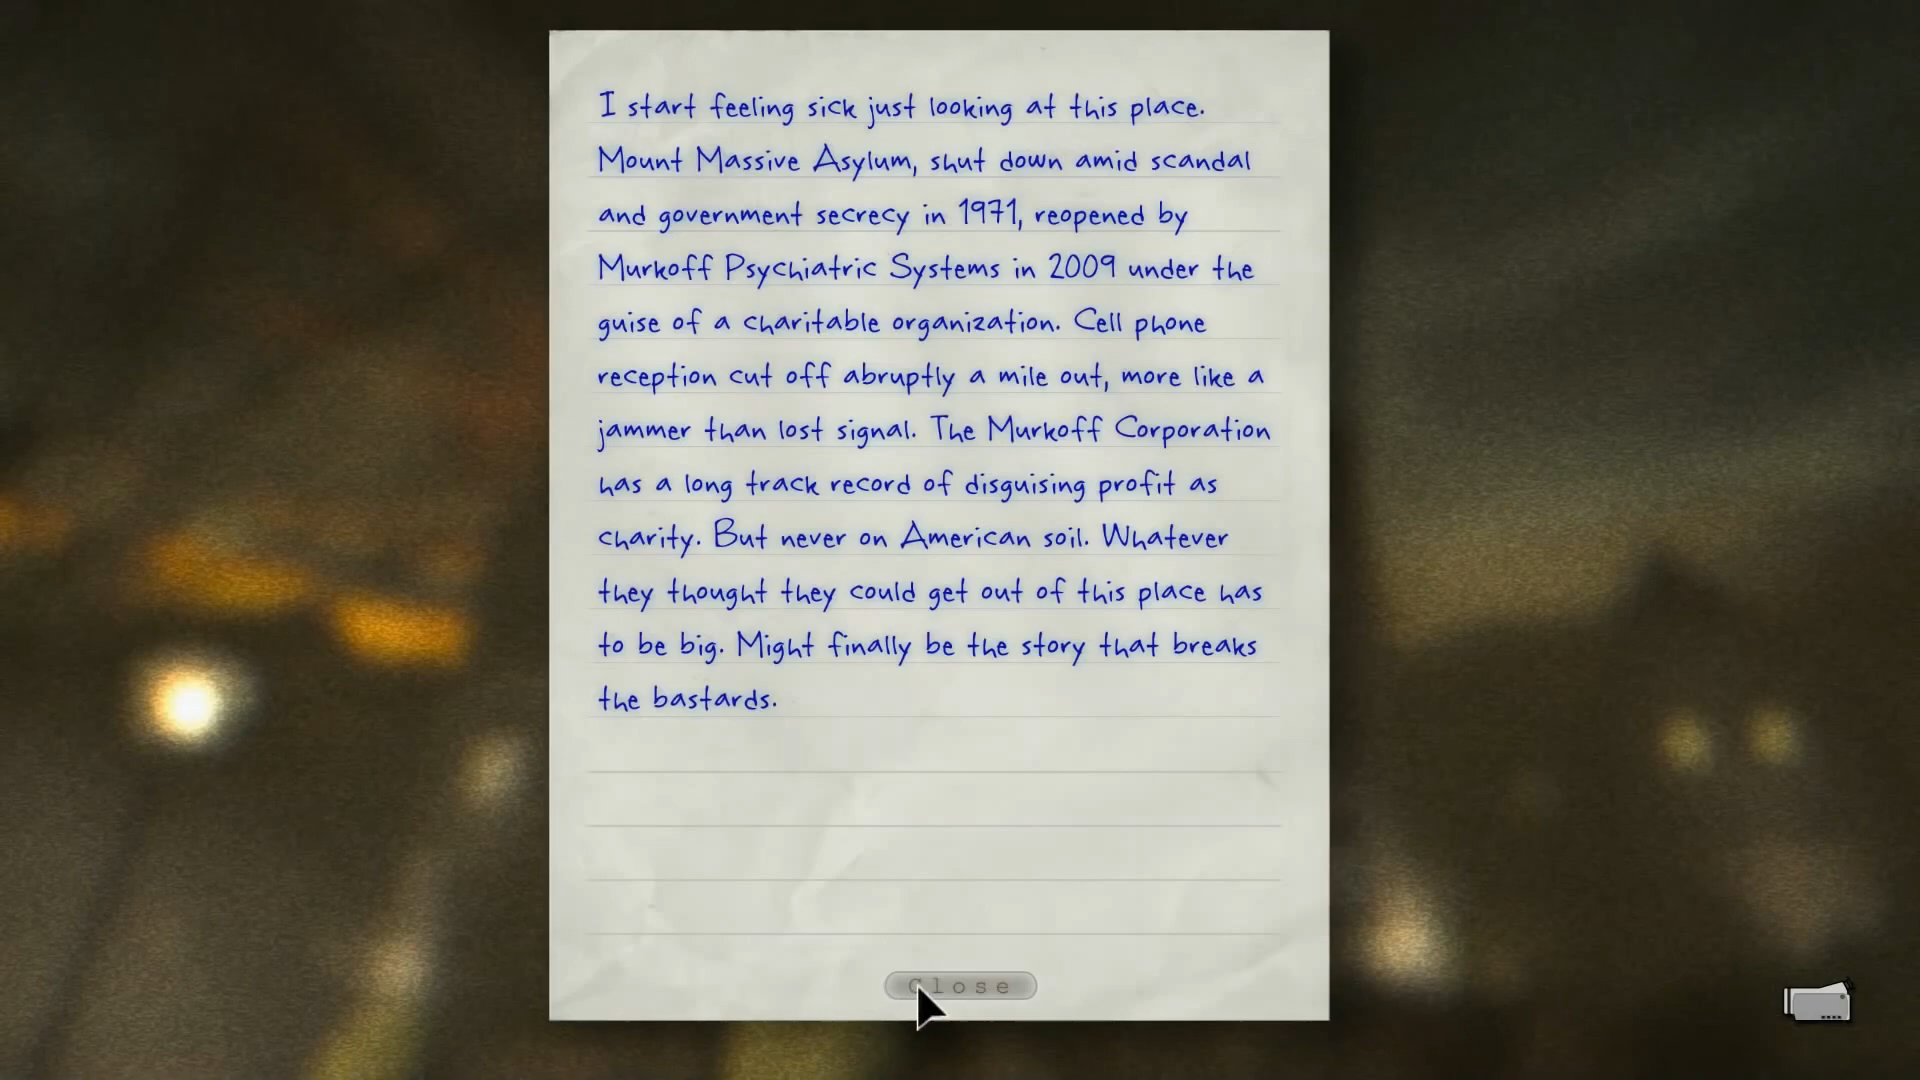 I start feeling sick just looking at this place.
Mount Massive Asylum, shut down amid scandal
and government secrecy in 1971, reopened by
Murkoff Psychiatric Systems in 2009 under the
guise of a charitable organization. Cell phone
reception cut off abruptly a mile out, more like a
jammer than lost signal. The Murkoff Corporation
has a long track record of disguising profit as
charity. But never on American soil. Whatever
they thought they could get out of this place has
to be big. Might finally be the story that breaks
the bastards.
Close